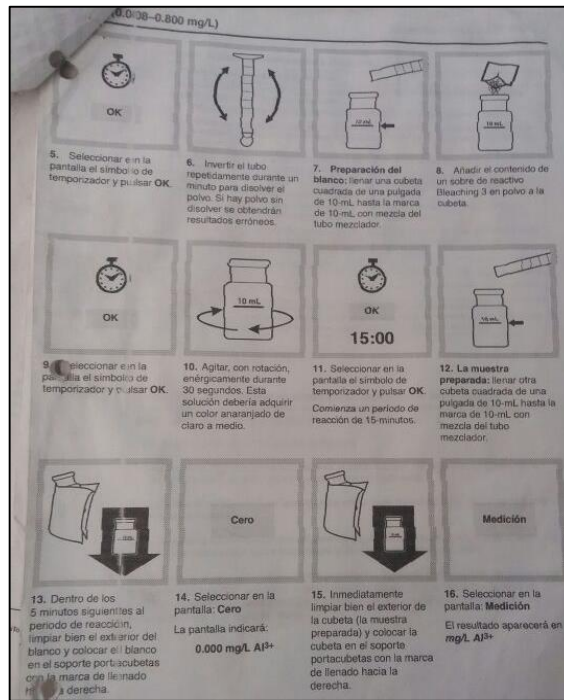 (0.008–0.800 mg/L)
OK
5. Seleccionar en la
pantalla el símbolo de
temporizador y pulsar OK.
6. Invertir el tubo
repetidamente durante un
minuto para disolver el
polvo. Si hay polvo sin
disolver se obtendrán
resultados erróneos.
10 mL
7. Preparación del
blanco: llenar una cubeta
cuadrada de una pulgada
de 10-mL hasta la marca
de 10-mL con mezcla del
tubo mezclador.
10 mL
8. Añadir el contenido de
un sobre de reactivo
Bleaching 3 en polvo a la
cubeta.
OK
9. Seleccionar en la
pantalla el símbolo de
temporizador y pulsar OK.
10 mL
10. Agitar, con rotación,
enérgicamente durante
30 segundos. Esta
solución debería adquirir
un color anaranjado de
claro a medio.
OK
15:00
11. Seleccionar en la
pantalla el símbolo de
temporizador y pulsar OK.
Comienza un período de
reacción de 15-minutos.
10 mL
12. La muestra
preparada: llenar otra
cubeta cuadrada de una
pulgada de 10-mL hasta la
marca de 10-mL con
mezcla del tubo
mezclador.
13. Dentro de los
5 minutos siguientes al
período de reacción,
limpiar bien el exterior del
blanco y colocar el blanco
en el soporte portacubetas
con la marca de llenado
a derecha.
Cero
14. Seleccionar en la
pantalla: Cero
La pantalla indicará:
0.000 mg/L Al³⁺
15. Inmediatamente
limpiar bien el exterior de
la cubeta (la muestra
preparada) y colocar la
cubeta en el soporte
portacubetas con la marca
de llenado hacia la
derecha.
Medición
16. Seleccionar en la
pantalla: Medición
El resultado aparecerá en
mg/L Al³⁺